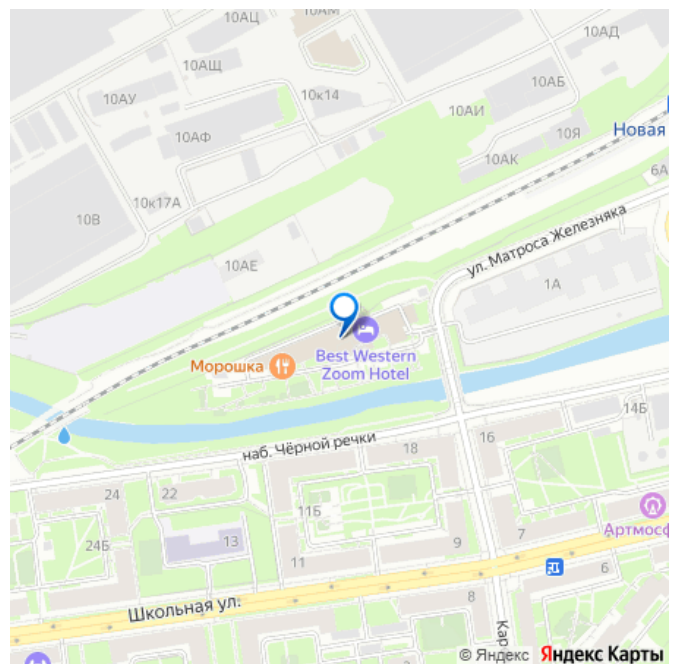 10АЦ
10АМ
10АД
10АЩ
10АБ
10АУ
10к14
10АИ
10Я
Новая
10АФ
10АК
6А
10к17А
10В
ул. Матроса Железняка
10АЕ
1А
Морошка
Best Western
Zoom Hotel
14Б
наб. Чёрной речки
18
16
24
22
11Б
Артмосф
24Б
13
9
7
11
6
Школьная ул.
8
Кар
© Яндекс Яндекс Карты